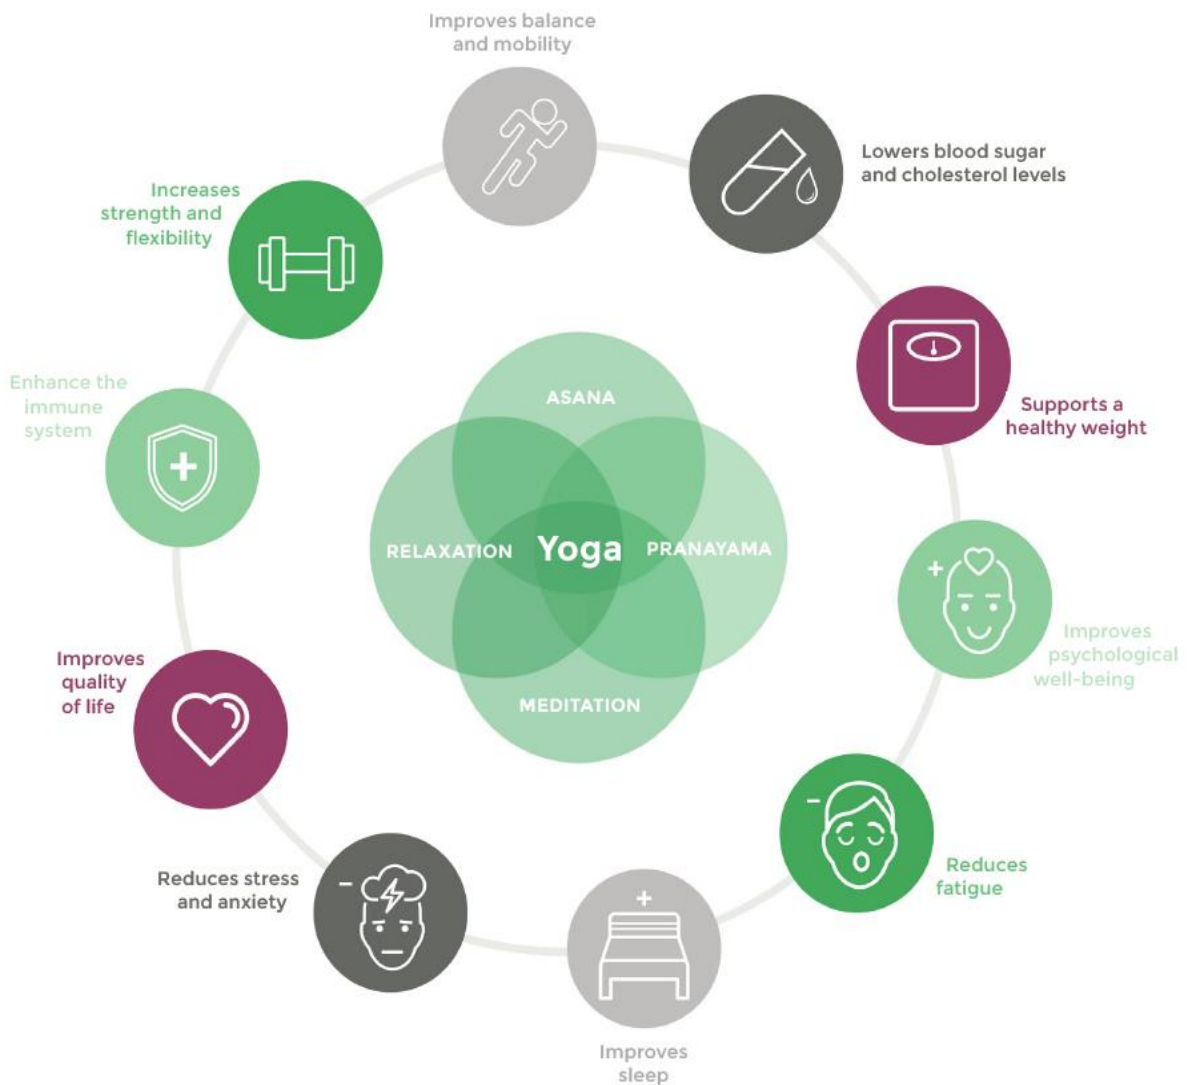 Improves balance
and mobility
Lowers blood sugar
and cholesterol levels
Increases
strength and
flexibility
Supports a
healthy weight
Enhance the
immune
system
ASANA
RELAXATION
Yoga
PRANAYAMA
MEDITATION
Improves
psychological
well-being
Improves
quality
of life
Reduces
fatigue
Reduces stress
and anxiety
Improves
sleep